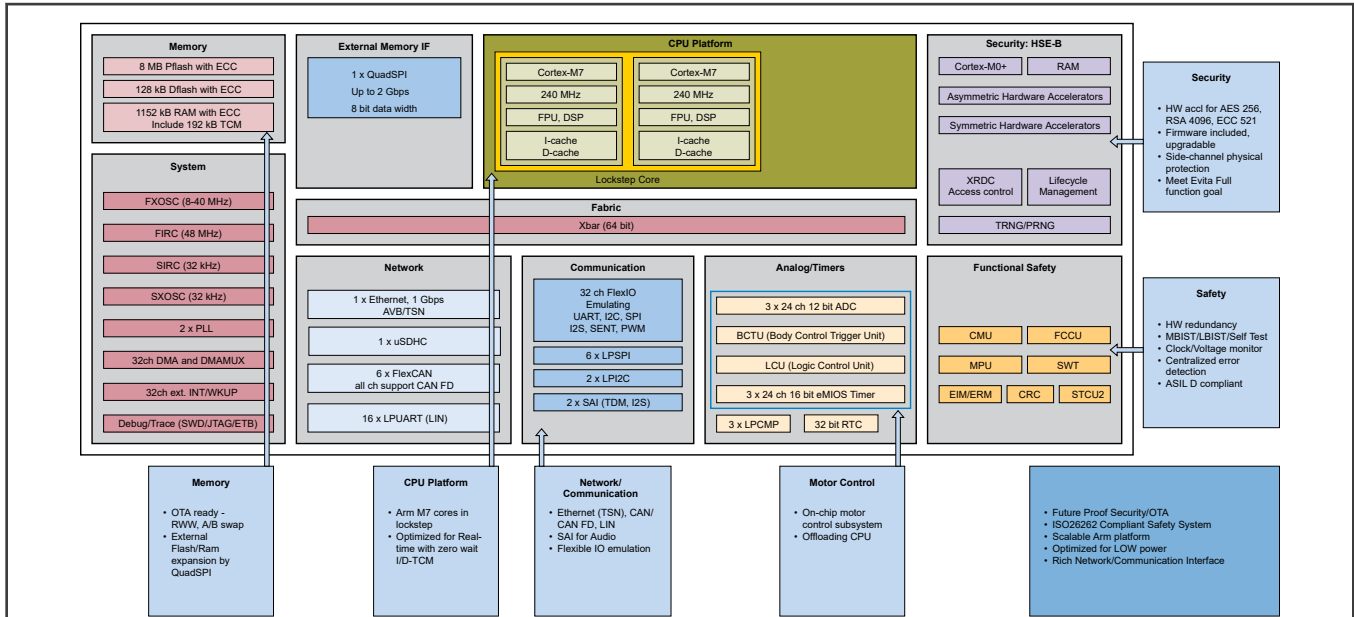 Memory
8 MB Pflash with ECC
128 kB Dflash with ECC
1152 kB RAM with ECC
Include 192 kB TCM
External Memory IF
1 x QuadSPI
Up to 2 Gbps
8 bit data width
CPU Platform
Cortex-M7
240 MHz
FPU, DSP
I-cache
D-cache
Cortex-M7
240 MHz
FPU, DSP
I-cache
D-cache
Lockstep Core
Security: HSE-B
Cortex-M0+
RAM
Asymmetric Hardware Accelerators
Symmetric Hardware Accelerators
XRDC
Access control
Lifecycle
Management
TRNG/PRNG
Security
• HW accl for AES 256,
RSA 4096, ECC 521
• Firmware included,
upgradable
• Side-channel physical
protection
• Meet Evita Full
function goal
System
FXOSC (8-40 MHz)
FIRC (48 MHz)
SIRC (32 kHz)
SXOSC (32 kHz)
2 x PLL
32ch DMA and DMAMUX
32ch ext. INT/WKUP
Debug/Trace (SWD/JTAG/ETB)
Fabric
Xbar (64 bit)
Network
1 x Ethernet, 1 Gbps
AVB/TSN
1 x uSDHC
6 x FlexCAN
all ch support CAN FD
16 x LPUART (LIN)
Communication
32 ch FlexIO
Emulating
UART, I2C, SPI
I2S, SENT, PWM
6 x LPSPI
2 x LPI2C
2 x SAI (TDM, I2S)
Analog/Timers
3 x 24 ch 12 bit ADC
BCTU (Body Control Trigger Unit)
LCU (Logic Control Unit)
3 x 24 ch 16 bit eMIOS Timer
3 x LPCMP
32 bit RTC
Functional Safety
CMU
FCCU
MPU
SWT
EIM/ERM
CRC
STCU2
Safety
• HW redundancy
• MBIST/LBIST/Self Test
• Clock/Voltage monitor
• Centralized error
detection
• ASIL D compliant
Memory
• OTA ready -
RWW, A/B swap
• External
Flash/Ram
expansion by
QuadSPI
CPU Platform
• Arm M7 cores in
lockstep
• Optimized for Real-
time with zero wait
I/D-TCM
Network/
Communication
• Ethernet (TSN), CAN/
CAN FD, LIN
• SAI for Audio
• Flexible IO emulation
Motor Control
• On-chip motor
control subsystem
• Offloading CPU
• Future Proof Security/OTA
• ISO26262 Compliant Safety System
• Scalable Arm platform
• Optimized for LOW power
• Rich Network/Communication Interface